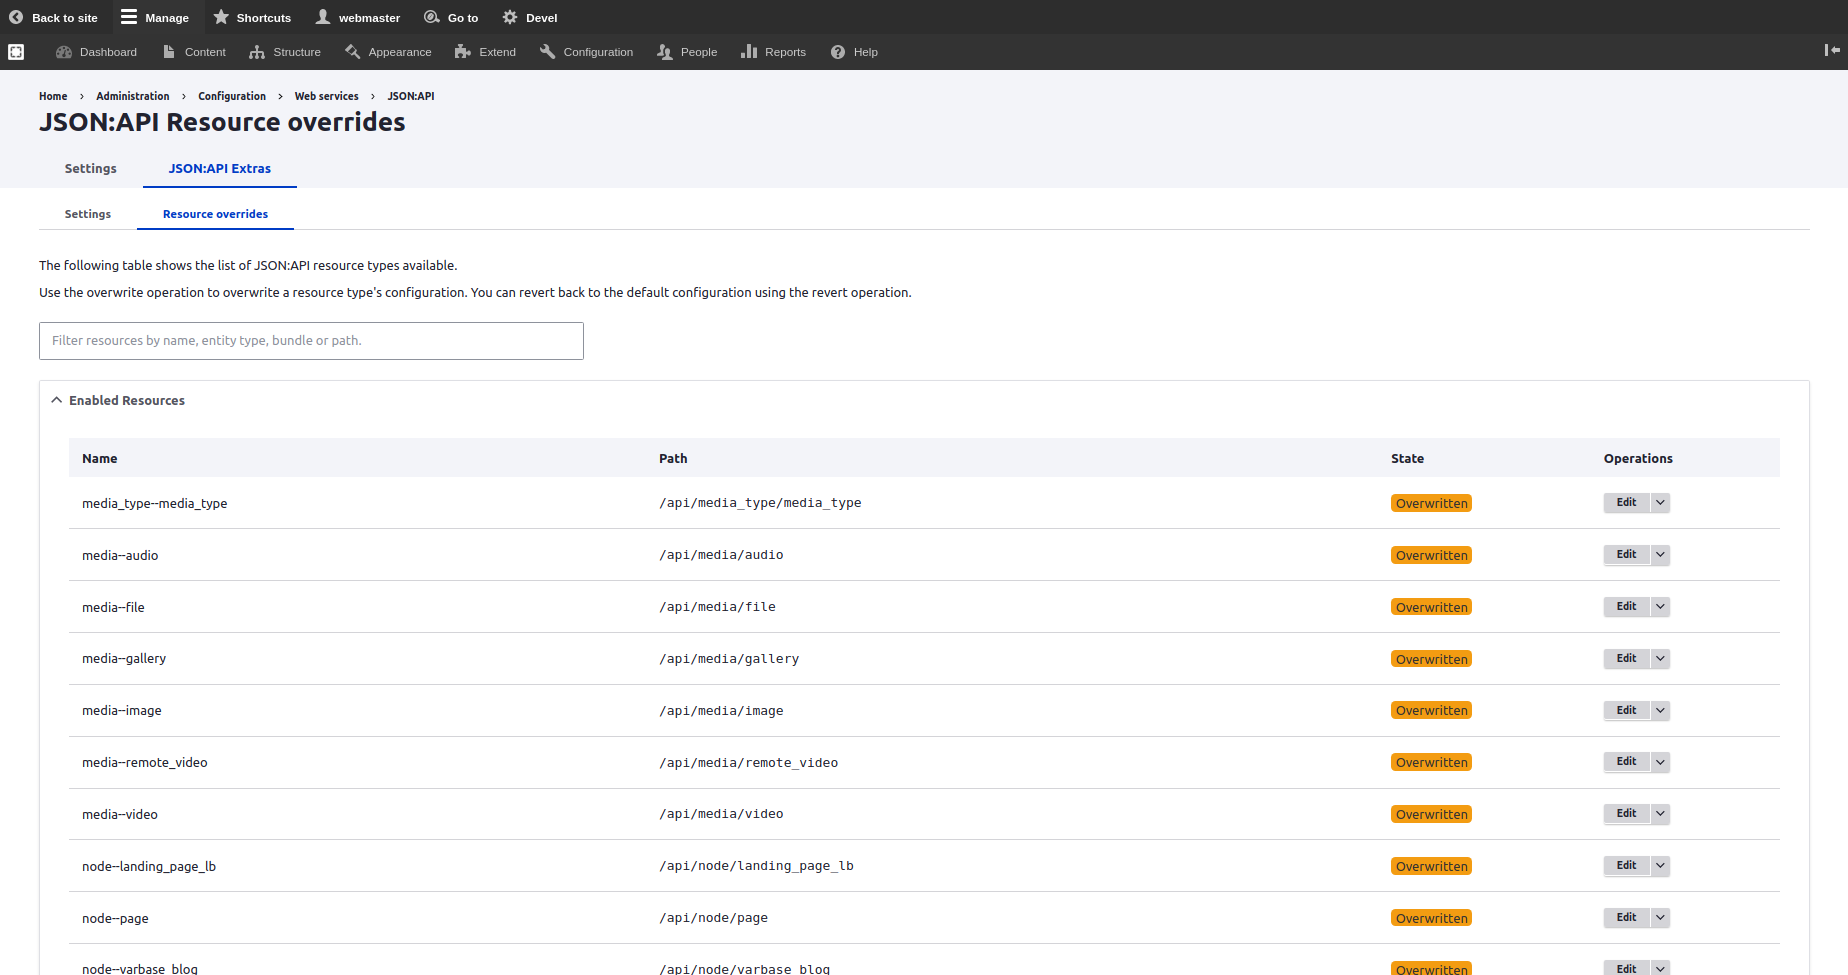 Back to site Manage Shortcuts webmaster Go to Devel
Dashboard Content Structure Appearance Extend Configuration People Reports Help
Home › Administration › Configuration › Web services › JSON:API
JSON:API Resource overrides
Settings JSON:API Extras
Settings Resource overrides
The following table shows the list of JSON:API resource types available.
Use the overwrite operation to overwrite a resource type's configuration. You can revert back to the default configuration using the revert operation.
Filter resources by name, entity type, bundle or path.
Enabled Resources
Name Path State Operations
media_type--media_type /api/media_type/media_type Overwritten Edit
media--audio /api/media/audio Overwritten Edit
media--file /api/media/file Overwritten Edit
media--gallery /api/media/gallery Overwritten Edit
media--image /api/media/image Overwritten Edit
media--remote_video /api/media/remote_video Overwritten Edit
media--video /api/media/video Overwritten Edit
node--landing_page_lb /api/node/landing_page_lb Overwritten Edit
node--page /api/node/page Overwritten Edit
node--varbase_blog /api/node/varbase_blog Overwritten Edit